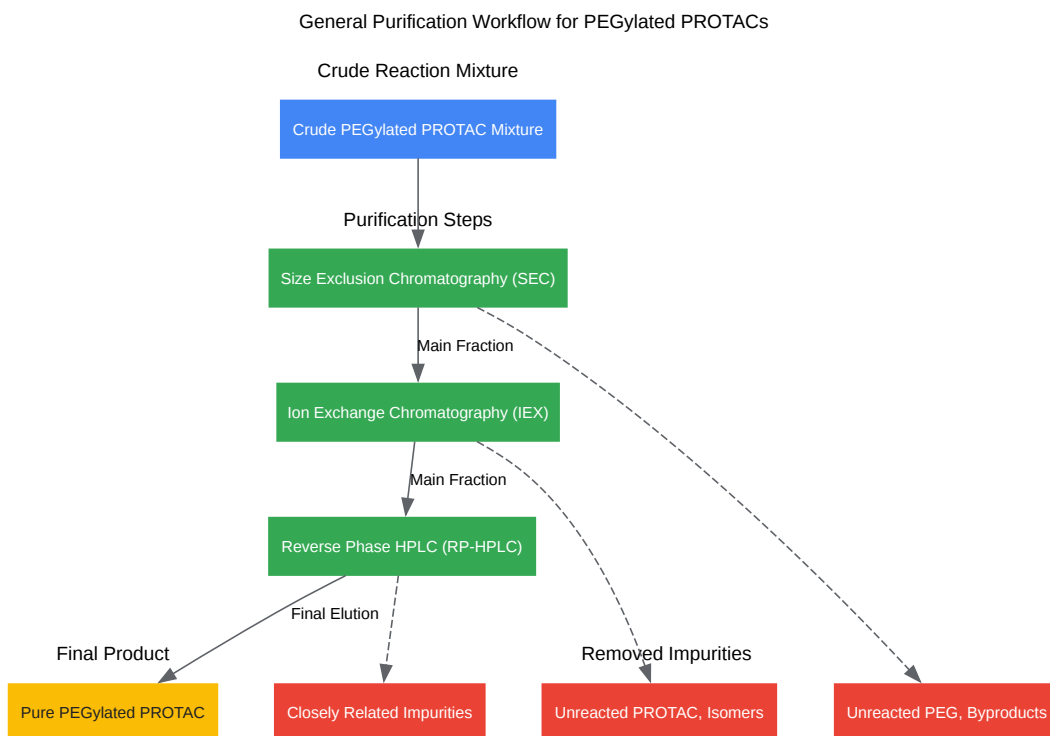 General Purification Workflow for PEGylated PROTACs
Crude Reaction Mixture
Crude PEGylated PROTAC Mixture
Purification Steps
Size Exclusion Chromatography (SEC)
Main Fraction
Ion Exchange Chromatography (IEX)
Main Fraction
Reverse Phase HPLC (RP-HPLC)
Final Elution
Final Product
Removed Impurities
Pure PEGylated PROTAC
Closely Related Impurities
Unreacted PROTAC, Isomers
Unreacted PEG, Byproducts